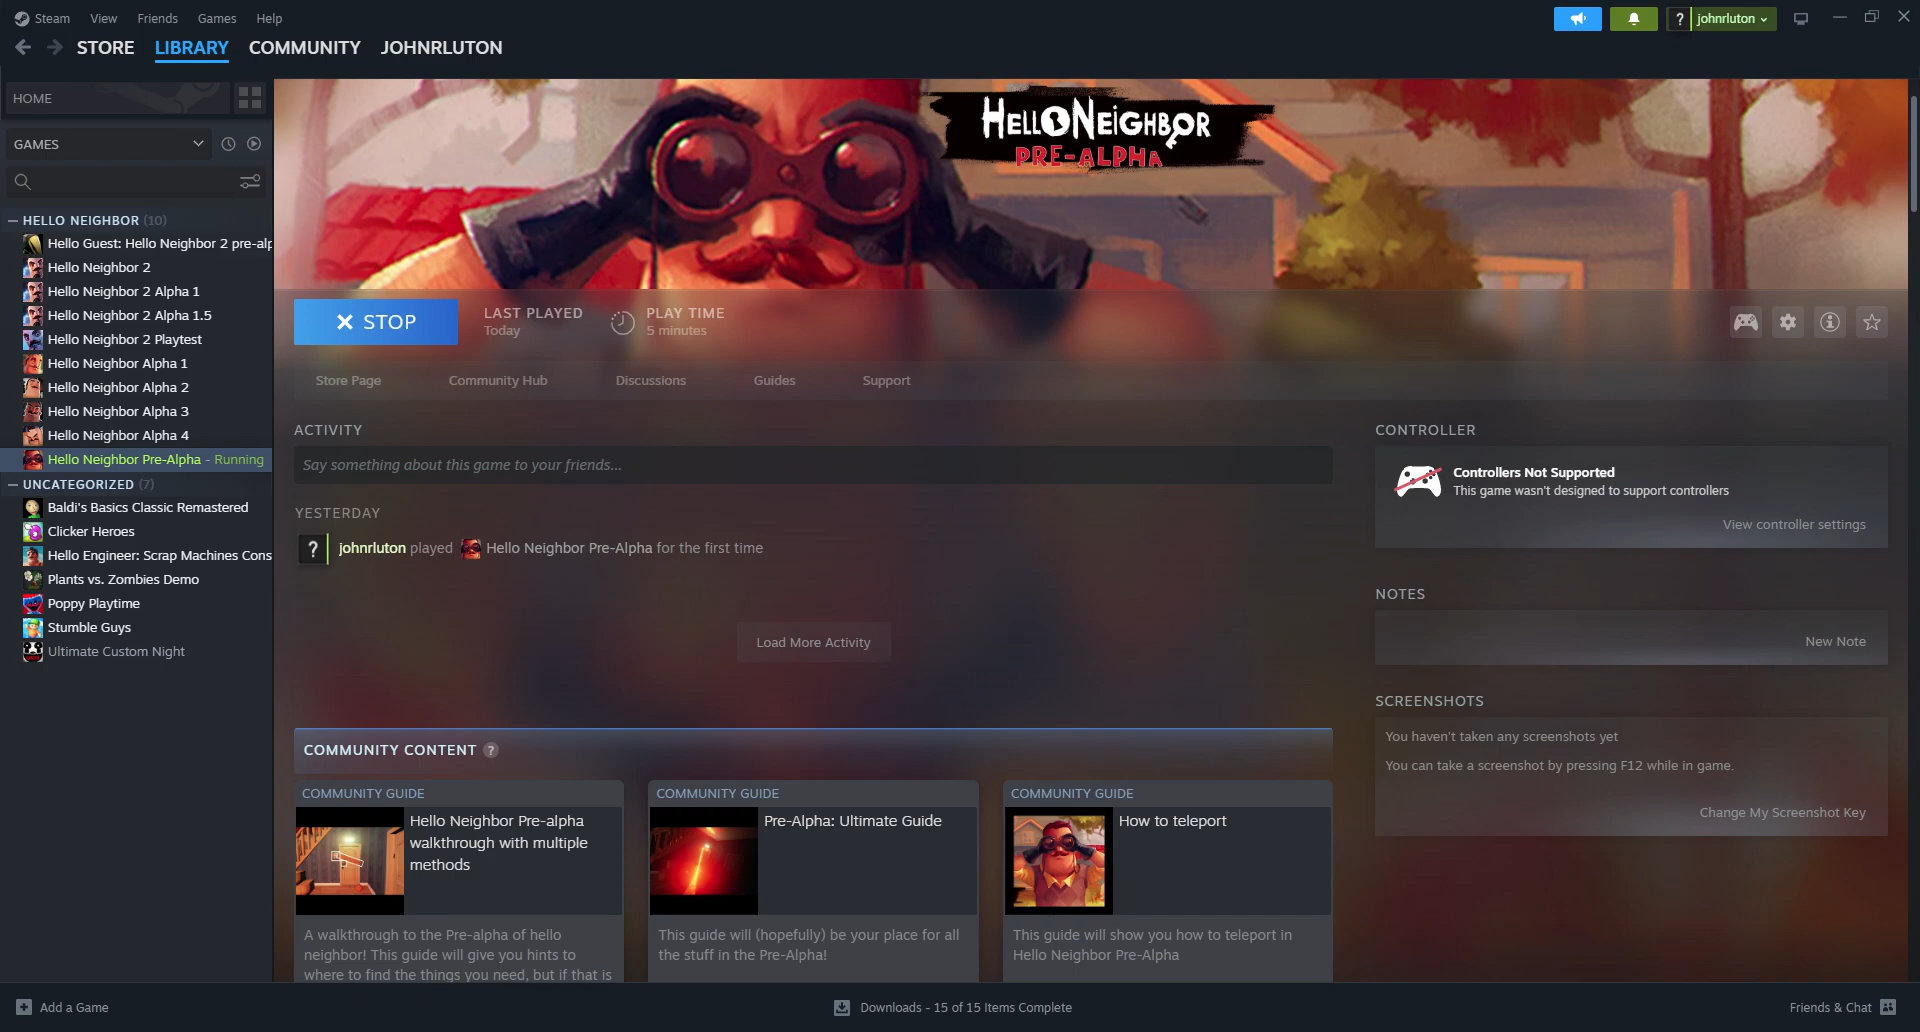 Steam View Friends Games Help
johnrluton
STORE LIBRARY COMMUNITY JOHNRLUTON
HOME
GAMES
HELLO NEIGHBOR (10)
Hello Guest: Hello Neighbor 2 pre-alp
Hello Neighbor 2
Hello Neighbor 2 Alpha 1
Hello Neighbor 2 Alpha 1.5
Hello Neighbor 2 Playtest
Hello Neighbor Alpha 1
Hello Neighbor Alpha 2
Hello Neighbor Alpha 3
Hello Neighbor Alpha 4
Hello Neighbor Pre-Alpha - Running
UNCATEGORIZED (7)
Baldi's Basics Classic Remastered
Clicker Heroes
Hello Engineer: Scrap Machines Cons
Plants vs. Zombies Demo
Poppy Playtime
Stumble Guys
Ultimate Custom Night
HELLO NEIGHBOR
PRE-ALPHA
STOP
LAST PLAYED
Today
PLAY TIME
5 minutes
Store Page Community Hub Discussions Guides Support
ACTIVITY
Say something about this game to your friends...
YESTERDAY
? johnrluton played Hello Neighbor Pre-Alpha for the first time
Load More Activity
COMMUNITY CONTENT ?
COMMUNITY GUIDE
Hello Neighbor Pre-alpha
walkthrough with multiple
methods
A walkthrough to the Pre-alpha of hello
neighbor! This guide will give you hints to
where to find the things you need, but if that is
COMMUNITY GUIDE
Pre-Alpha: Ultimate Guide
This guide will (hopefully) be your place for all
the stuff in the Pre-Alpha!
COMMUNITY GUIDE
How to teleport
This guide will show you how to teleport in
Hello Neighbor Pre-Alpha
CONTROLLER
Controllers Not Supported
This game wasn't designed to support controllers
View controller settings
NOTES
New Note
SCREENSHOTS
You haven't taken any screenshots yet
You can take a screenshot by pressing F12 while in game.
Change My Screenshot Key
Add a Game
Downloads - 15 of 15 Items Complete
Friends & Chat